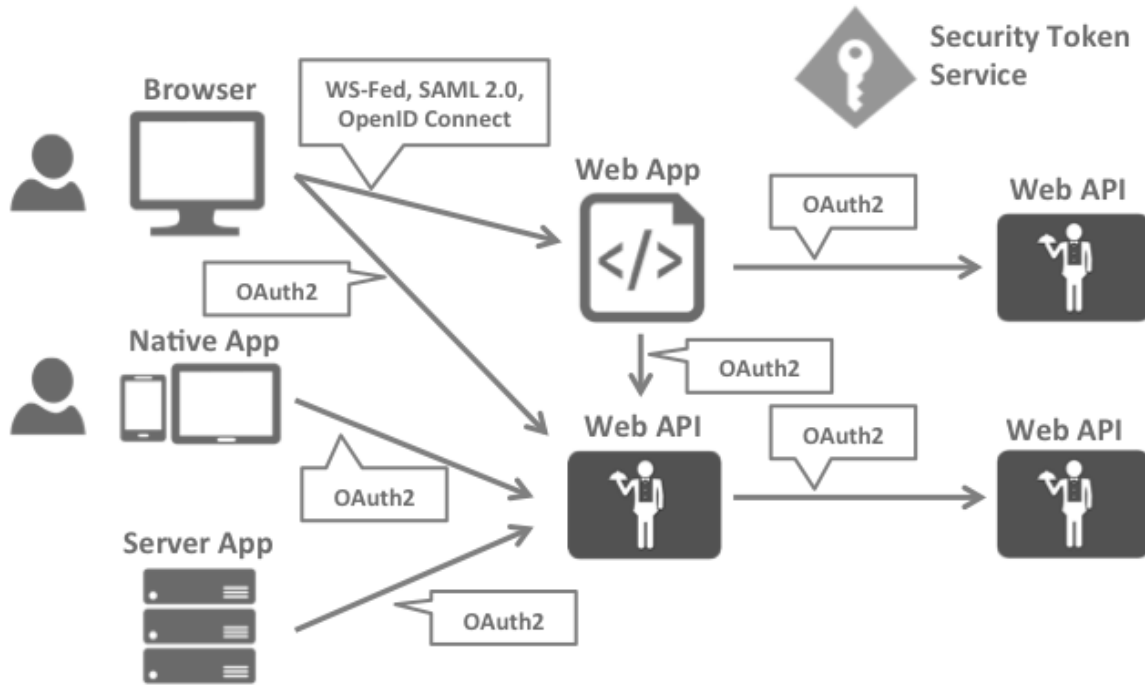 Security Token
Service
Browser
WS-Fed, SAML 2.0,
OpenID Connect
Web App
OAuth2
Web API
OAuth2
Native App
OAuth2
Web API
OAuth2
Web API
OAuth2
Server App
OAuth2